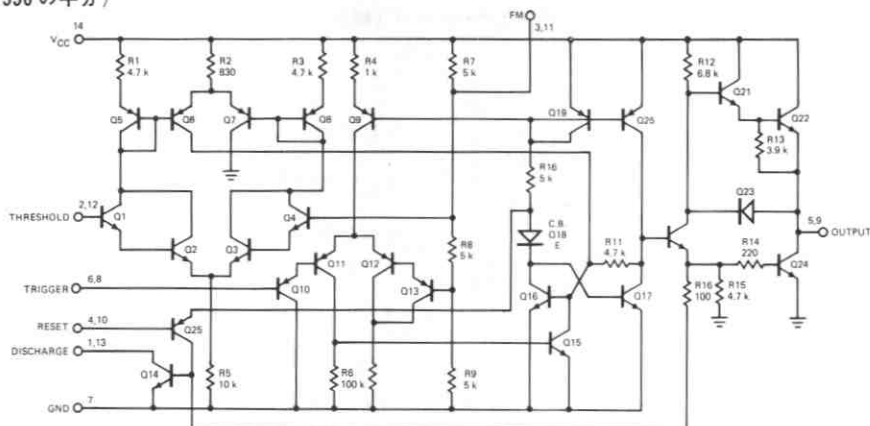 556 の半分)
FM
3,11
14
VCC
R1
4.7 k
R2
830
R3
4.7 k
R4
1 k
R7
5 k
R12
6.8 k
Q21
Q22
R13
3.9 k
Q5
Q6
Q7
Q8
Q9
Q19
Q25
R16
5 k
Q23
2,12
THRESHOLD
Q1
Q2
Q3
Q4
C.B.
Q18
E
R11
4.7 k
R8
5 k
5,9
OUTPUT
R14
220
Q24
6,8
TRIGGER
Q10
Q11
Q12
Q13
Q16
Q17
R16
100
R15
4.7 k
4,10
RESET
Q25
Q15
1,13
DISCHARGE
Q14
R5
10 k
R6
100 k
R9
5 k
7
GND